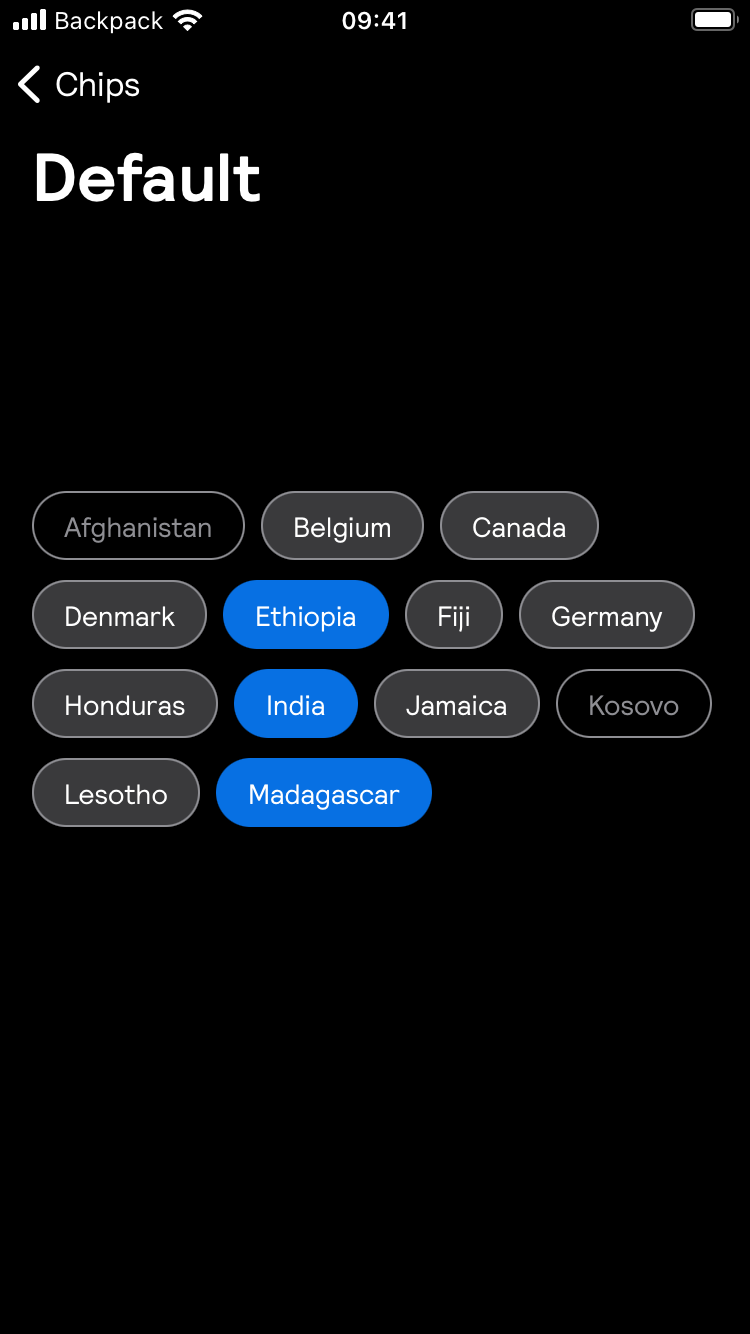 Backpack 09:41
Chips
Default
Afghanistan Belgium Canada
Denmark Ethiopia Fiji Germany
Honduras India Jamaica Kosovo
Lesotho Madagascar